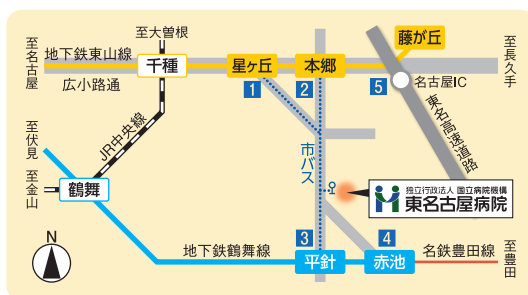 至大曽根
至名古屋
地下鉄東山線
千種
星ヶ丘
本郷
藤が丘
至長久手
広小路通
1
2
5
名古屋IC
至伏見
JR中央線
東名高速道路
市バス
至金山
鶴舞
独立行政法人 国立病院機構
東名古屋病院
N
地下鉄鶴舞線
3
平針
4
赤池
名鉄豊田線
至豊田